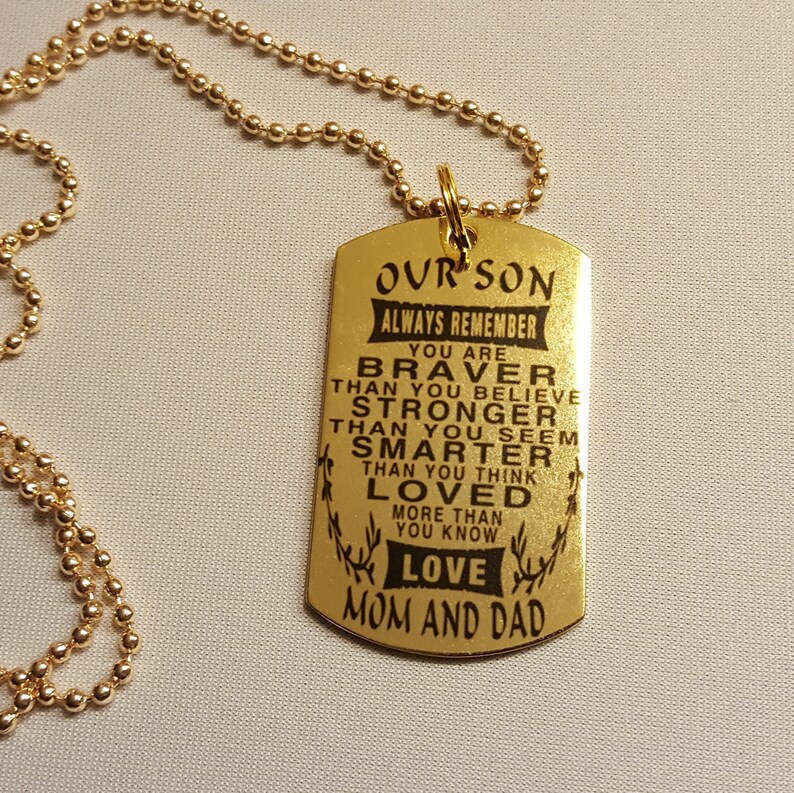 OUR SON
ALWAYS REMEMBER
YOU ARE
BRAVER
THAN YOU BELIEVE
STRONGER
THAN YOU SEEM
SMARTER
THAN YOU THINK
LOVED
MORE THAN
YOU KNOW
LOVE
MOM AND DAD